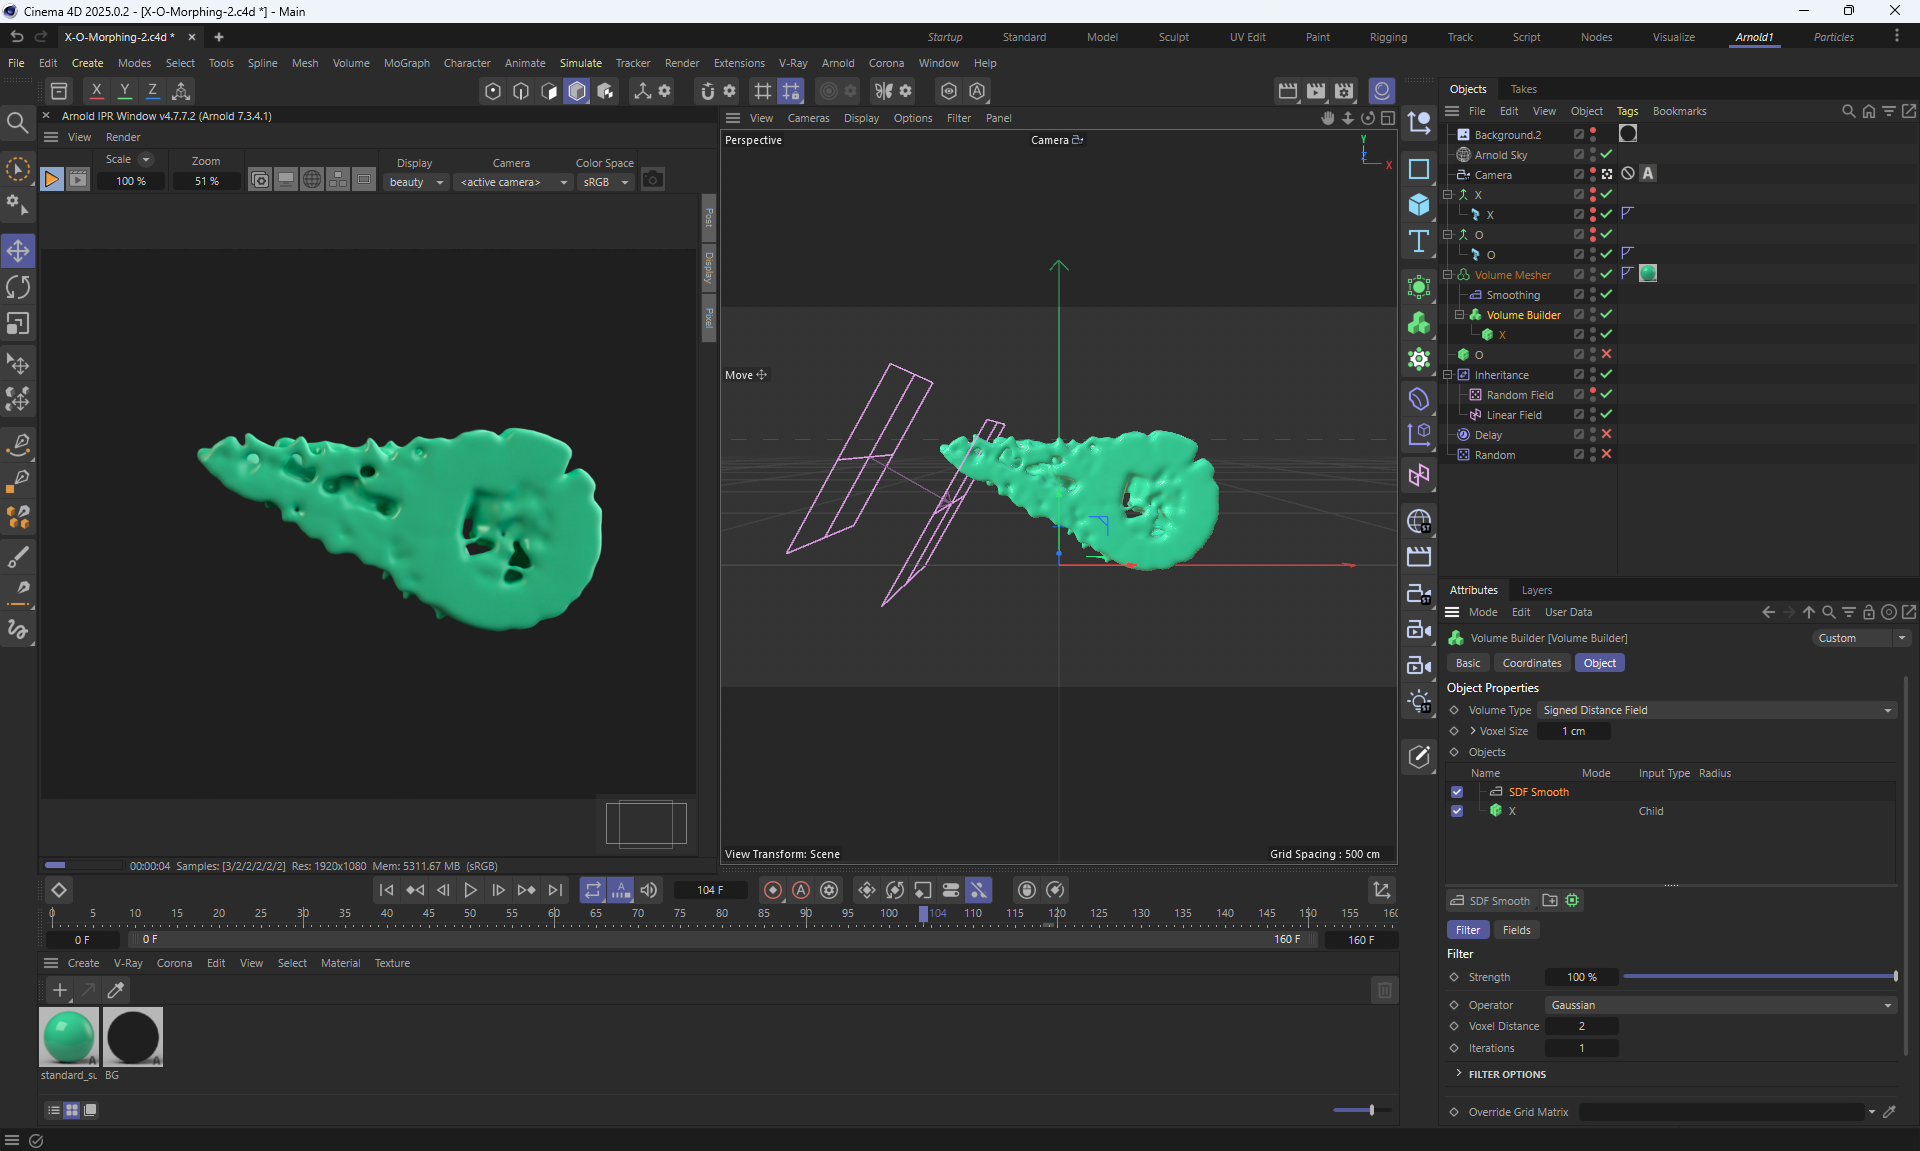 Cinema 4D 2025.0.2 - [X-O-Morphing-2.c4d *] - Main
X-O-Morphing-2.c4d *
Startup Standard Model Sculpt UV Edit Paint Rigging Track Script Nodes Visualize Arnold1 Particles
File Edit Create Modes Select Tools Spline Mesh Volume MoGraph Character Animate Simulate Tracker Render Extensions V-Ray Arnold Corona Window Help
X Y Z
Arnold IPR Window v4.7.7.2 (Arnold 7.3.4.1)
View Render
Scale Zoom Display Camera Color Space
100 % 51 % beauty <active camera> sRGB
Post
Display
Pixel
00:00:04 Samples: [3/2/2/2/2/2] Res: 1920x1080 Mem: 5311.67 MB (sRGB)
View Cameras Display Options Filter Panel
Perspective
Camera
Y
Z
X
Move
View Transform: Scene
Grid Spacing : 500 cm
Objects Takes
File Edit View Object Tags Bookmarks
Background.2
Arnold Sky
Camera
A
X
X
O
O
Volume Mesher
Smoothing
Volume Builder
X
O
Inheritance
Random Field
Linear Field
Delay
Random
Attributes Layers
Mode Edit User Data
Volume Builder [Volume Builder]
Custom
Basic Coordinates Object
Object Properties
Volume Type Signed Distance Field
Voxel Size 1 cm
Objects
Name Mode Input Type Radius
SDF Smooth
X Child
SDF Smooth
Filter Fields
Filter
Strength 100 %
Operator Gaussian
Voxel Distance 2
Iterations 1
FILTER OPTIONS
Override Grid Matrix
104 F
0 5 10 15 20 25 30 35 40 45 50 55 60 65 70 75 80 85 90 95 100 104 110 115 120 125 130 135 140 145 150 155 160
0 F 0 F 160 F 160 F
Create V-Ray Corona Edit View Select Material Texture
standard_su BG